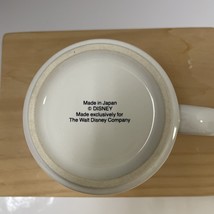 Made in Japan
© DISNEY
Made exclusively for
The Walt Disney Company